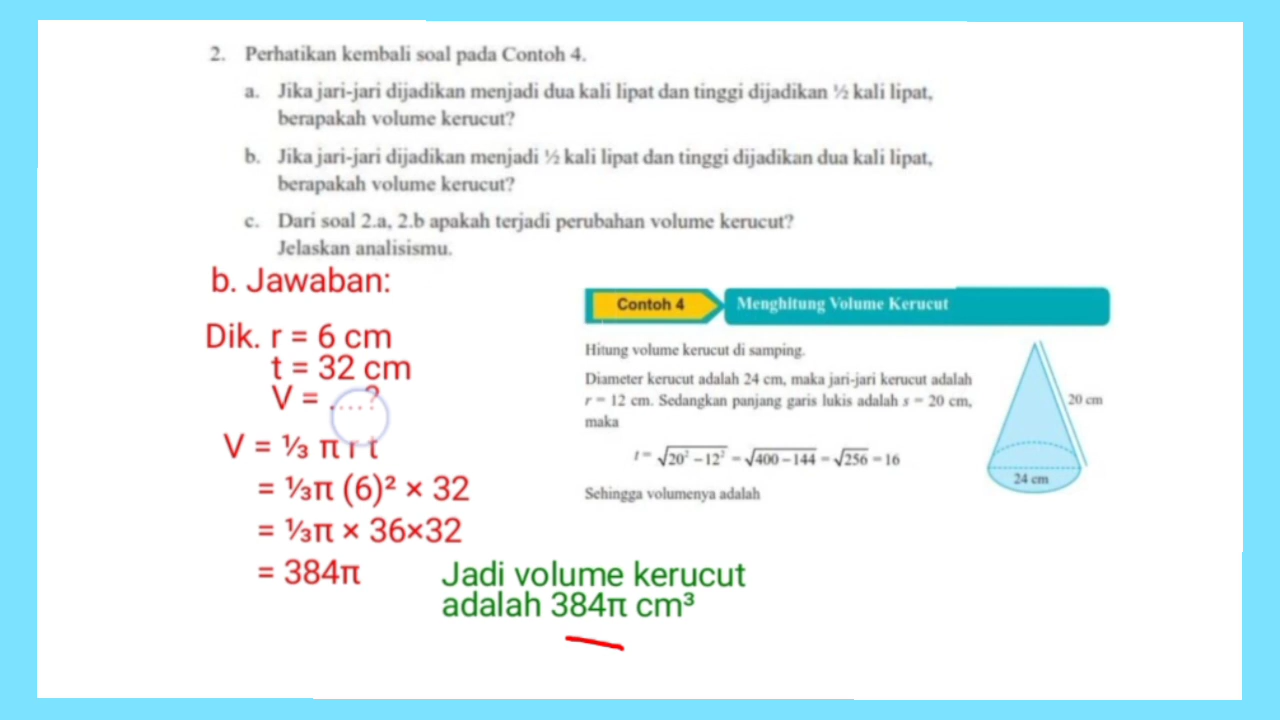 2. Perhatikan kembali soal pada Contoh 4.
a. Jika jari-jari dijadikan menjadi dua kali lipat dan tinggi dijadikan ½ kali lipat,
berapakah volume kerucut?
b. Jika jari-jari dijadikan menjadi ½ kali lipat dan tinggi dijadikan dua kali lipat,
berapakah volume kerucut?
c. Dari soal 2.a, 2.b apakah terjadi perubahan volume kerucut?
Jelaskan analisismu.
b. Jawaban:
Dik. r = 6 cm
t = 32 cm
V = ....?
V = ⅓ π r t
= ⅓π (6)² × 32
= ⅓π × 36×32
= 384π
Jadi volume kerucut
adalah 384π cm³
Contoh 4 Menghitung Volume Kerucut
Hitung volume kerucut di samping.
Diameter kerucut adalah 24 cm, maka jari-jari kerucut adalah
r = 12 cm. Sedangkan panjang garis lukis adalah s = 20 cm,
maka
t = √20² − 12² = √400 − 144 = √256 = 16
Sehingga volumenya adalah
20 cm
24 cm